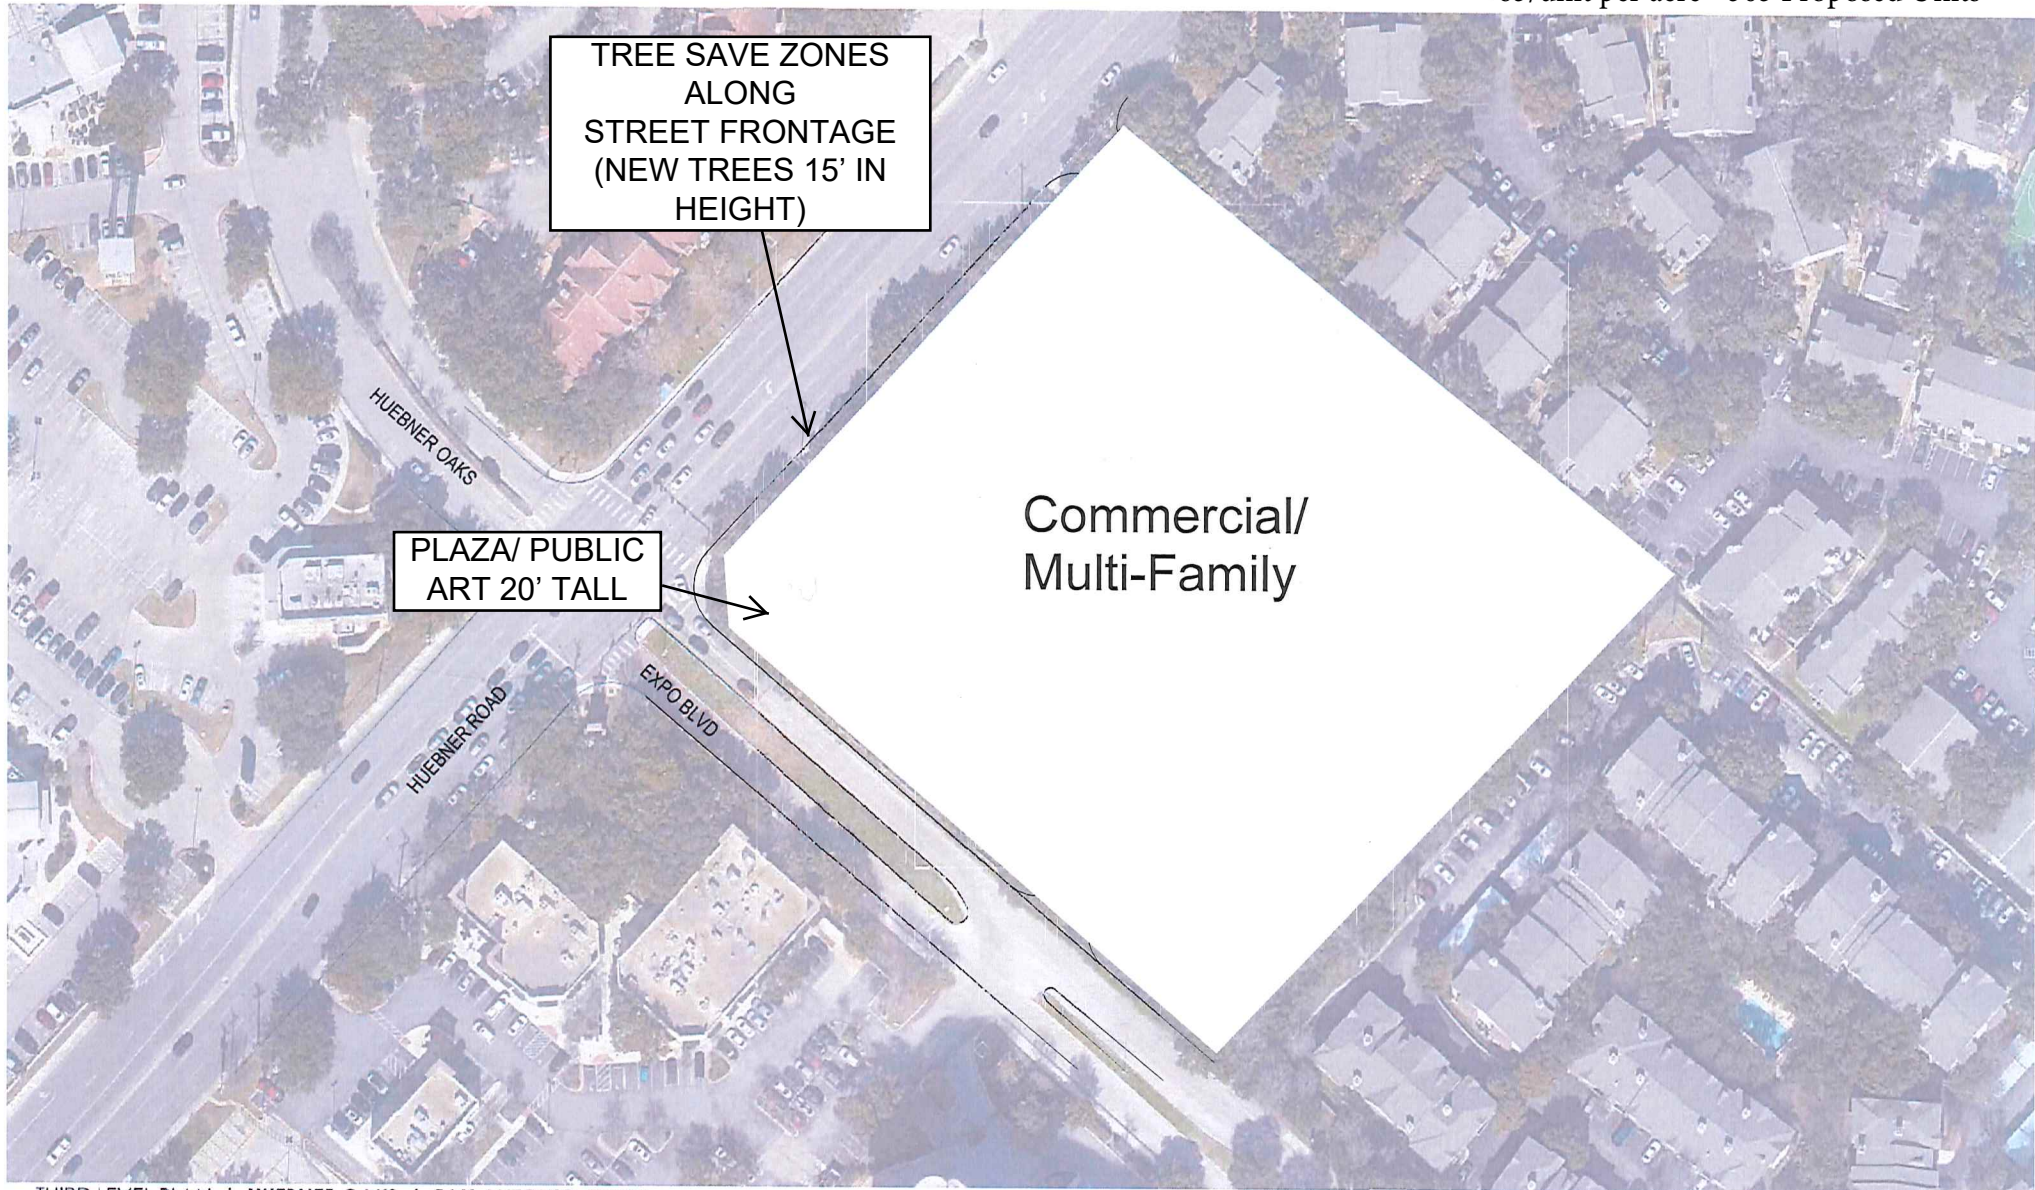 TREE SAVE ZONES
ALONG
STREET FRONTAGE
(NEW TREES 15' IN
HEIGHT)
HUEBNER OAKS
Commercial/
Multi-Family
PLAZA/ PUBLIC
ART 20' TALL
EXPO BLVD
HUEBNER ROAD